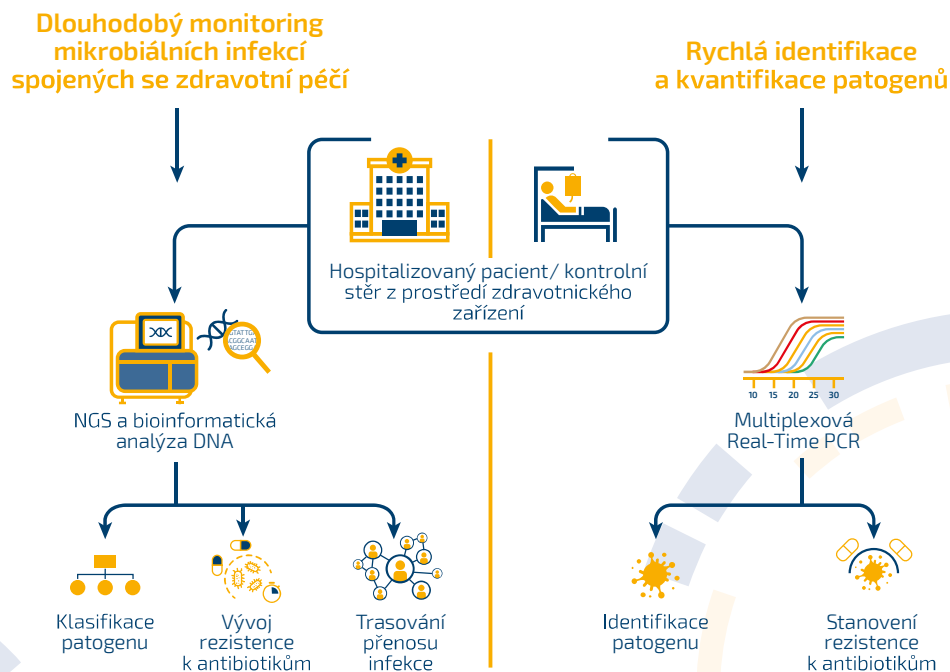 Dlouhodobý monitoring
mikrobiálních infekcí
spojených se zdravotní péčí
Rychlá identifikace
a kvantifikace patogenů
Hospitalizovaný pacient/ kontrolní
stěr z prostředí zdravotnického
zařízení
NGS a bioinformatická
analýza DNA
10 15 20 25 30
Multiplexová
Real-Time PCR
Klasifikace
patogenu
Vývoj
rezistence
k antibiotikům
Trasování
přenosu
infekce
Identifikace
patogenu
Stanovení
rezistence
k antibiotikům